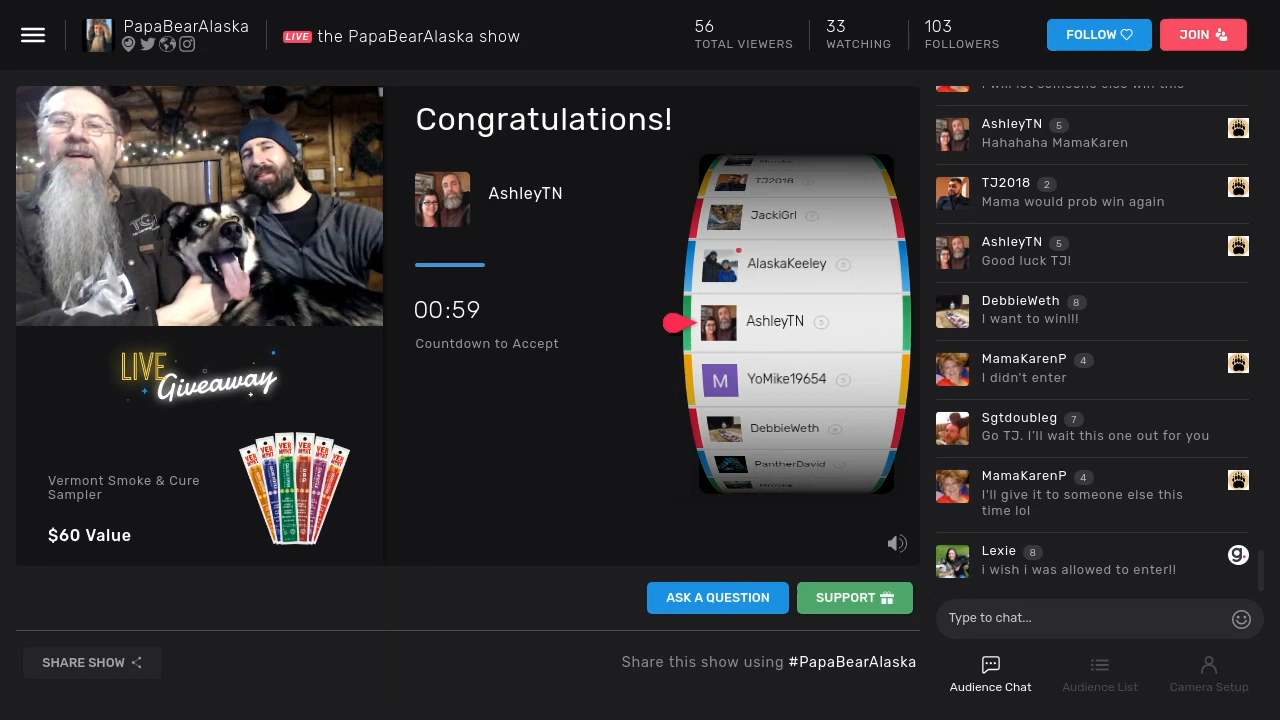 PapaBearAlaska
LIVE the PapaBearAlaska show
56
TOTAL VIEWERS
33
WATCHING
103
FOLLOWERS
FOLLOW
JOIN
Congratulations!
AshleyTN
00:59
Countdown to Accept
TJ2018
JackiGrl
AlaskaKeeley 5
AshleyTN 5
M YoMike19654 5
DebbieWeth
PantherDavid
LIVE
Giveaway
Vermont Smoke & Cure
Sampler
$60 Value
ASK A QUESTION
SUPPORT
SHARE SHOW
Share this show using #PapaBearAlaska
AshleyTN 5
Hahahaha MamaKaren
TJ2018 2
Mama would prob win again
AshleyTN 5
Good luck TJ!
DebbieWeth 8
I want to win!!!
MamaKarenP 4
I didn't enter
Sgtdoubleg 7
Go TJ. I'll wait this one out for you
MamaKarenP 4
I'll give it to someone else this
time lol
Lexie 8
g.
i wish i was allowed to enter!!
Type to chat...
Audience Chat
Audience List
Camera Setup